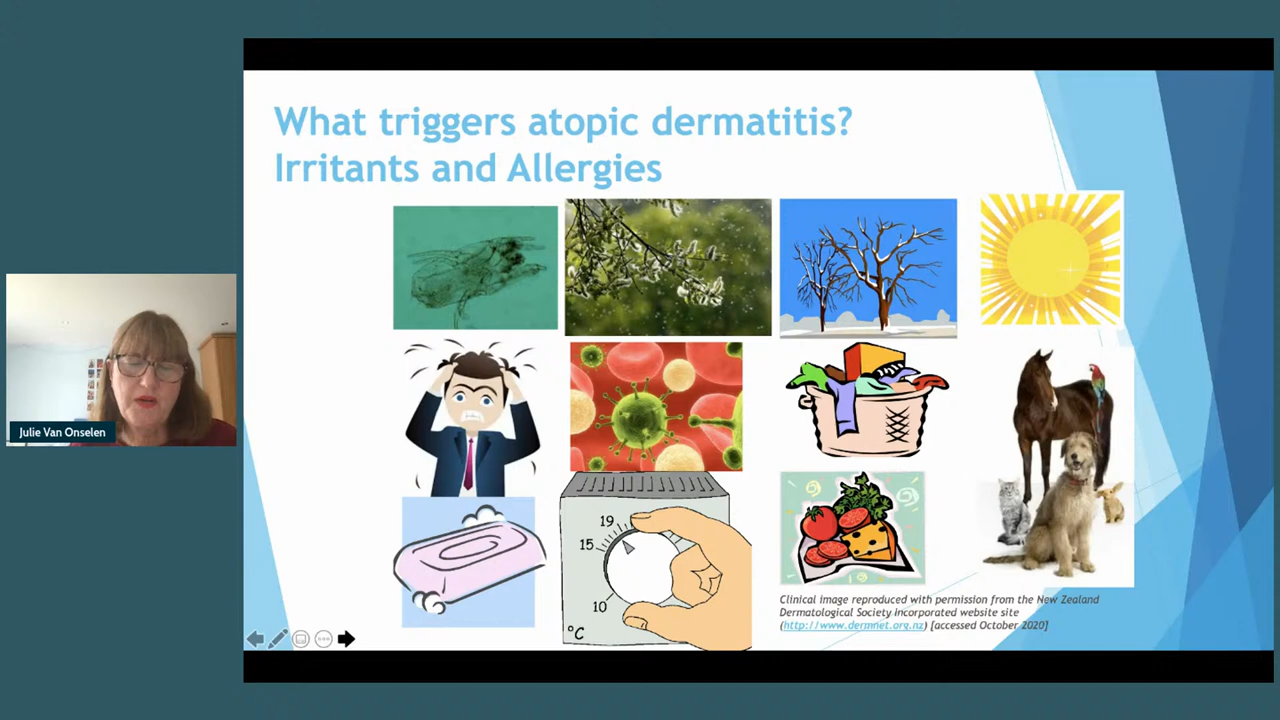 What triggers atopic dermatitis?
Irritants and Allergies
Julie Van Onselen
19
15
10
°C
Clinical image reproduced with permission from the New Zealand
Dermatological Society Incorporated website site
(http://www.dermnet.org.nz) [accessed October 2020]